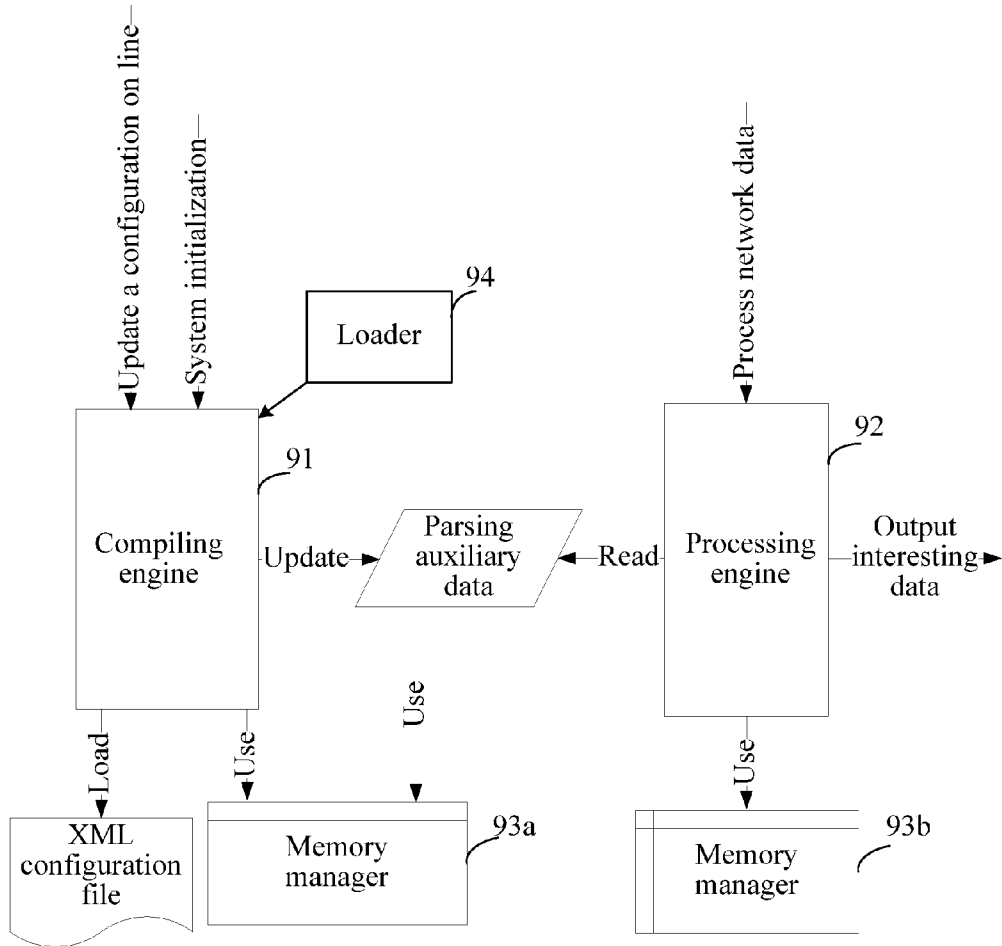 Update a configuration on line
System initialization
Process network data
94
Loader
91
92
Compiling
engine
Update
Parsing
auxiliary
data
Read
Processing
engine
Output
interesting
data
Load
Use
Use
Use
XML
configuration
file
Memory
manager
93a
Memory
manager
93b